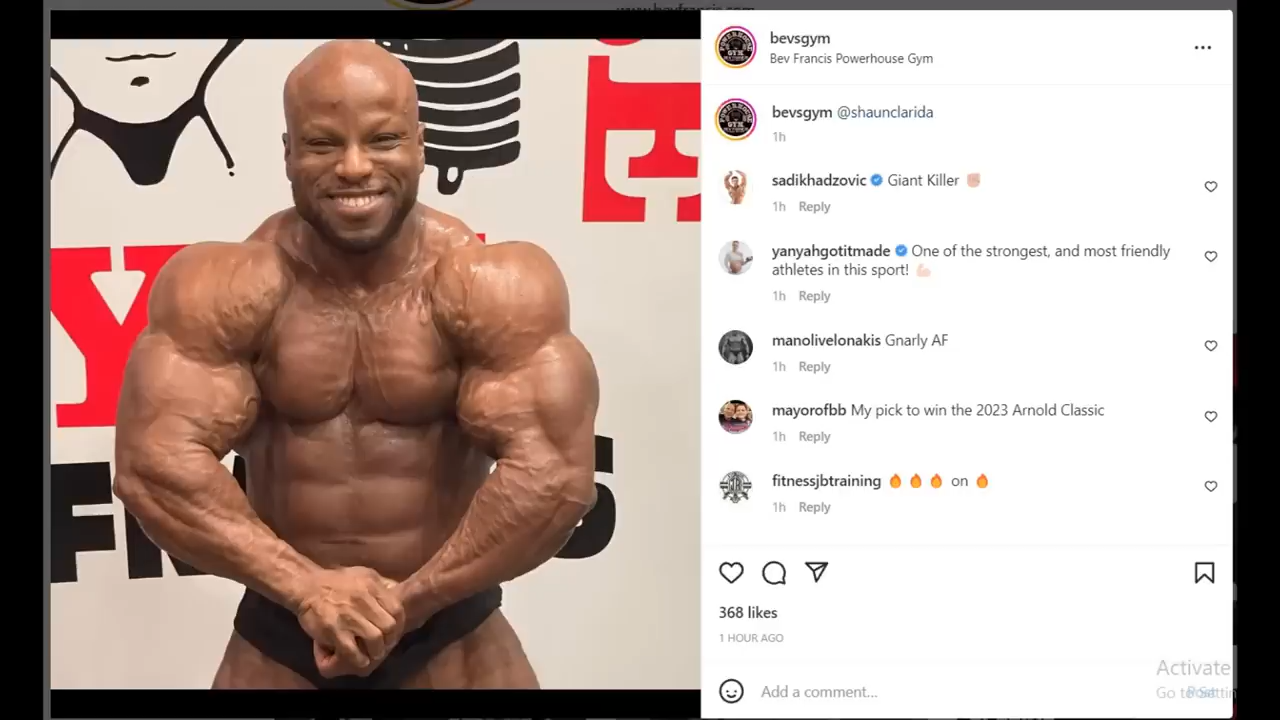 bevsgym
Bev Francis Powerhouse Gym
bevsgym @shaunclarida
1h
sadikhadzovic Giant Killer ✊🏼
1h Reply
yanyahgotitmade One of the strongest, and most friendly
athletes in this sport! 💪🏻
1h Reply
manolivelonakis Gnarly AF
1h Reply
mayorofbb My pick to win the 2023 Arnold Classic
1h Reply
fitnessjbtraining 🔥 🔥 🔥 on 🔥
1h Reply
368 likes
1 HOUR AGO
Add a comment...
Activate